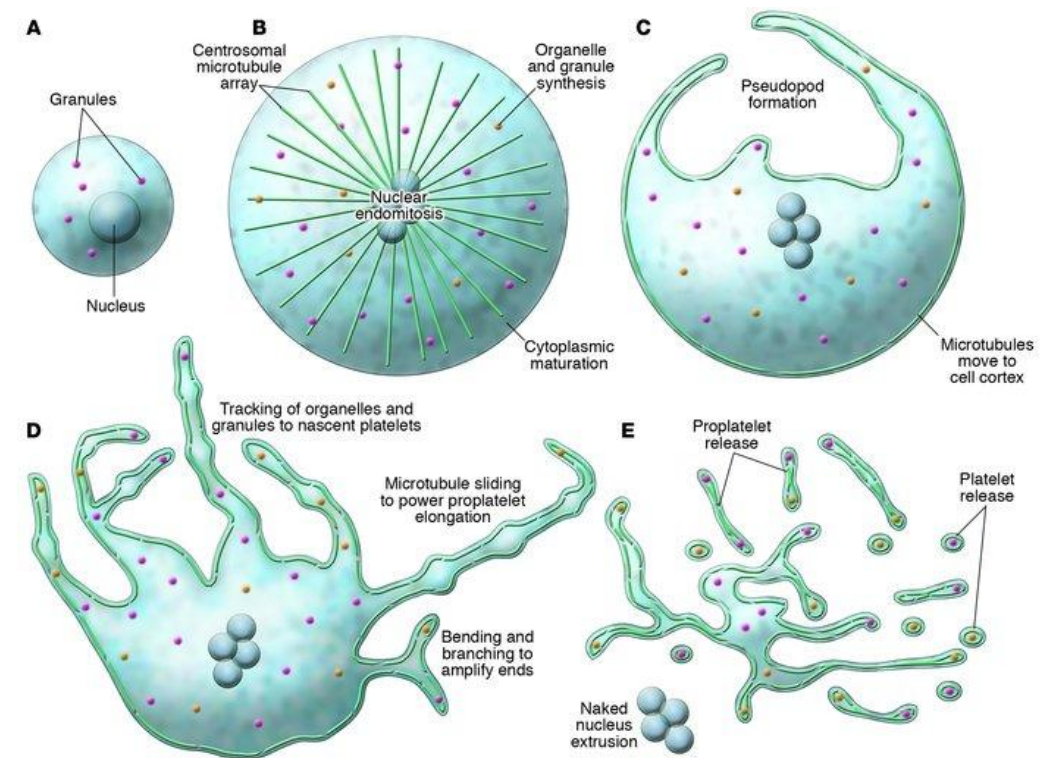 A
Granules
Nucleus
B
Centrosomal
microtubule
array
Organelle
and granule
synthesis
Nuclear
endomitosis
Cytoplasmic
maturation
C
Pseudopod
formation
Microtubules
move to
cell cortex
D
Tracking of organelles and
granules to nascent platelets
Microtubule sliding
to power proplatelet
elongation
Bending and
branching to
amplify ends
E
Proplatelet
release
Platelet
release
Naked
nucleus
extrusion